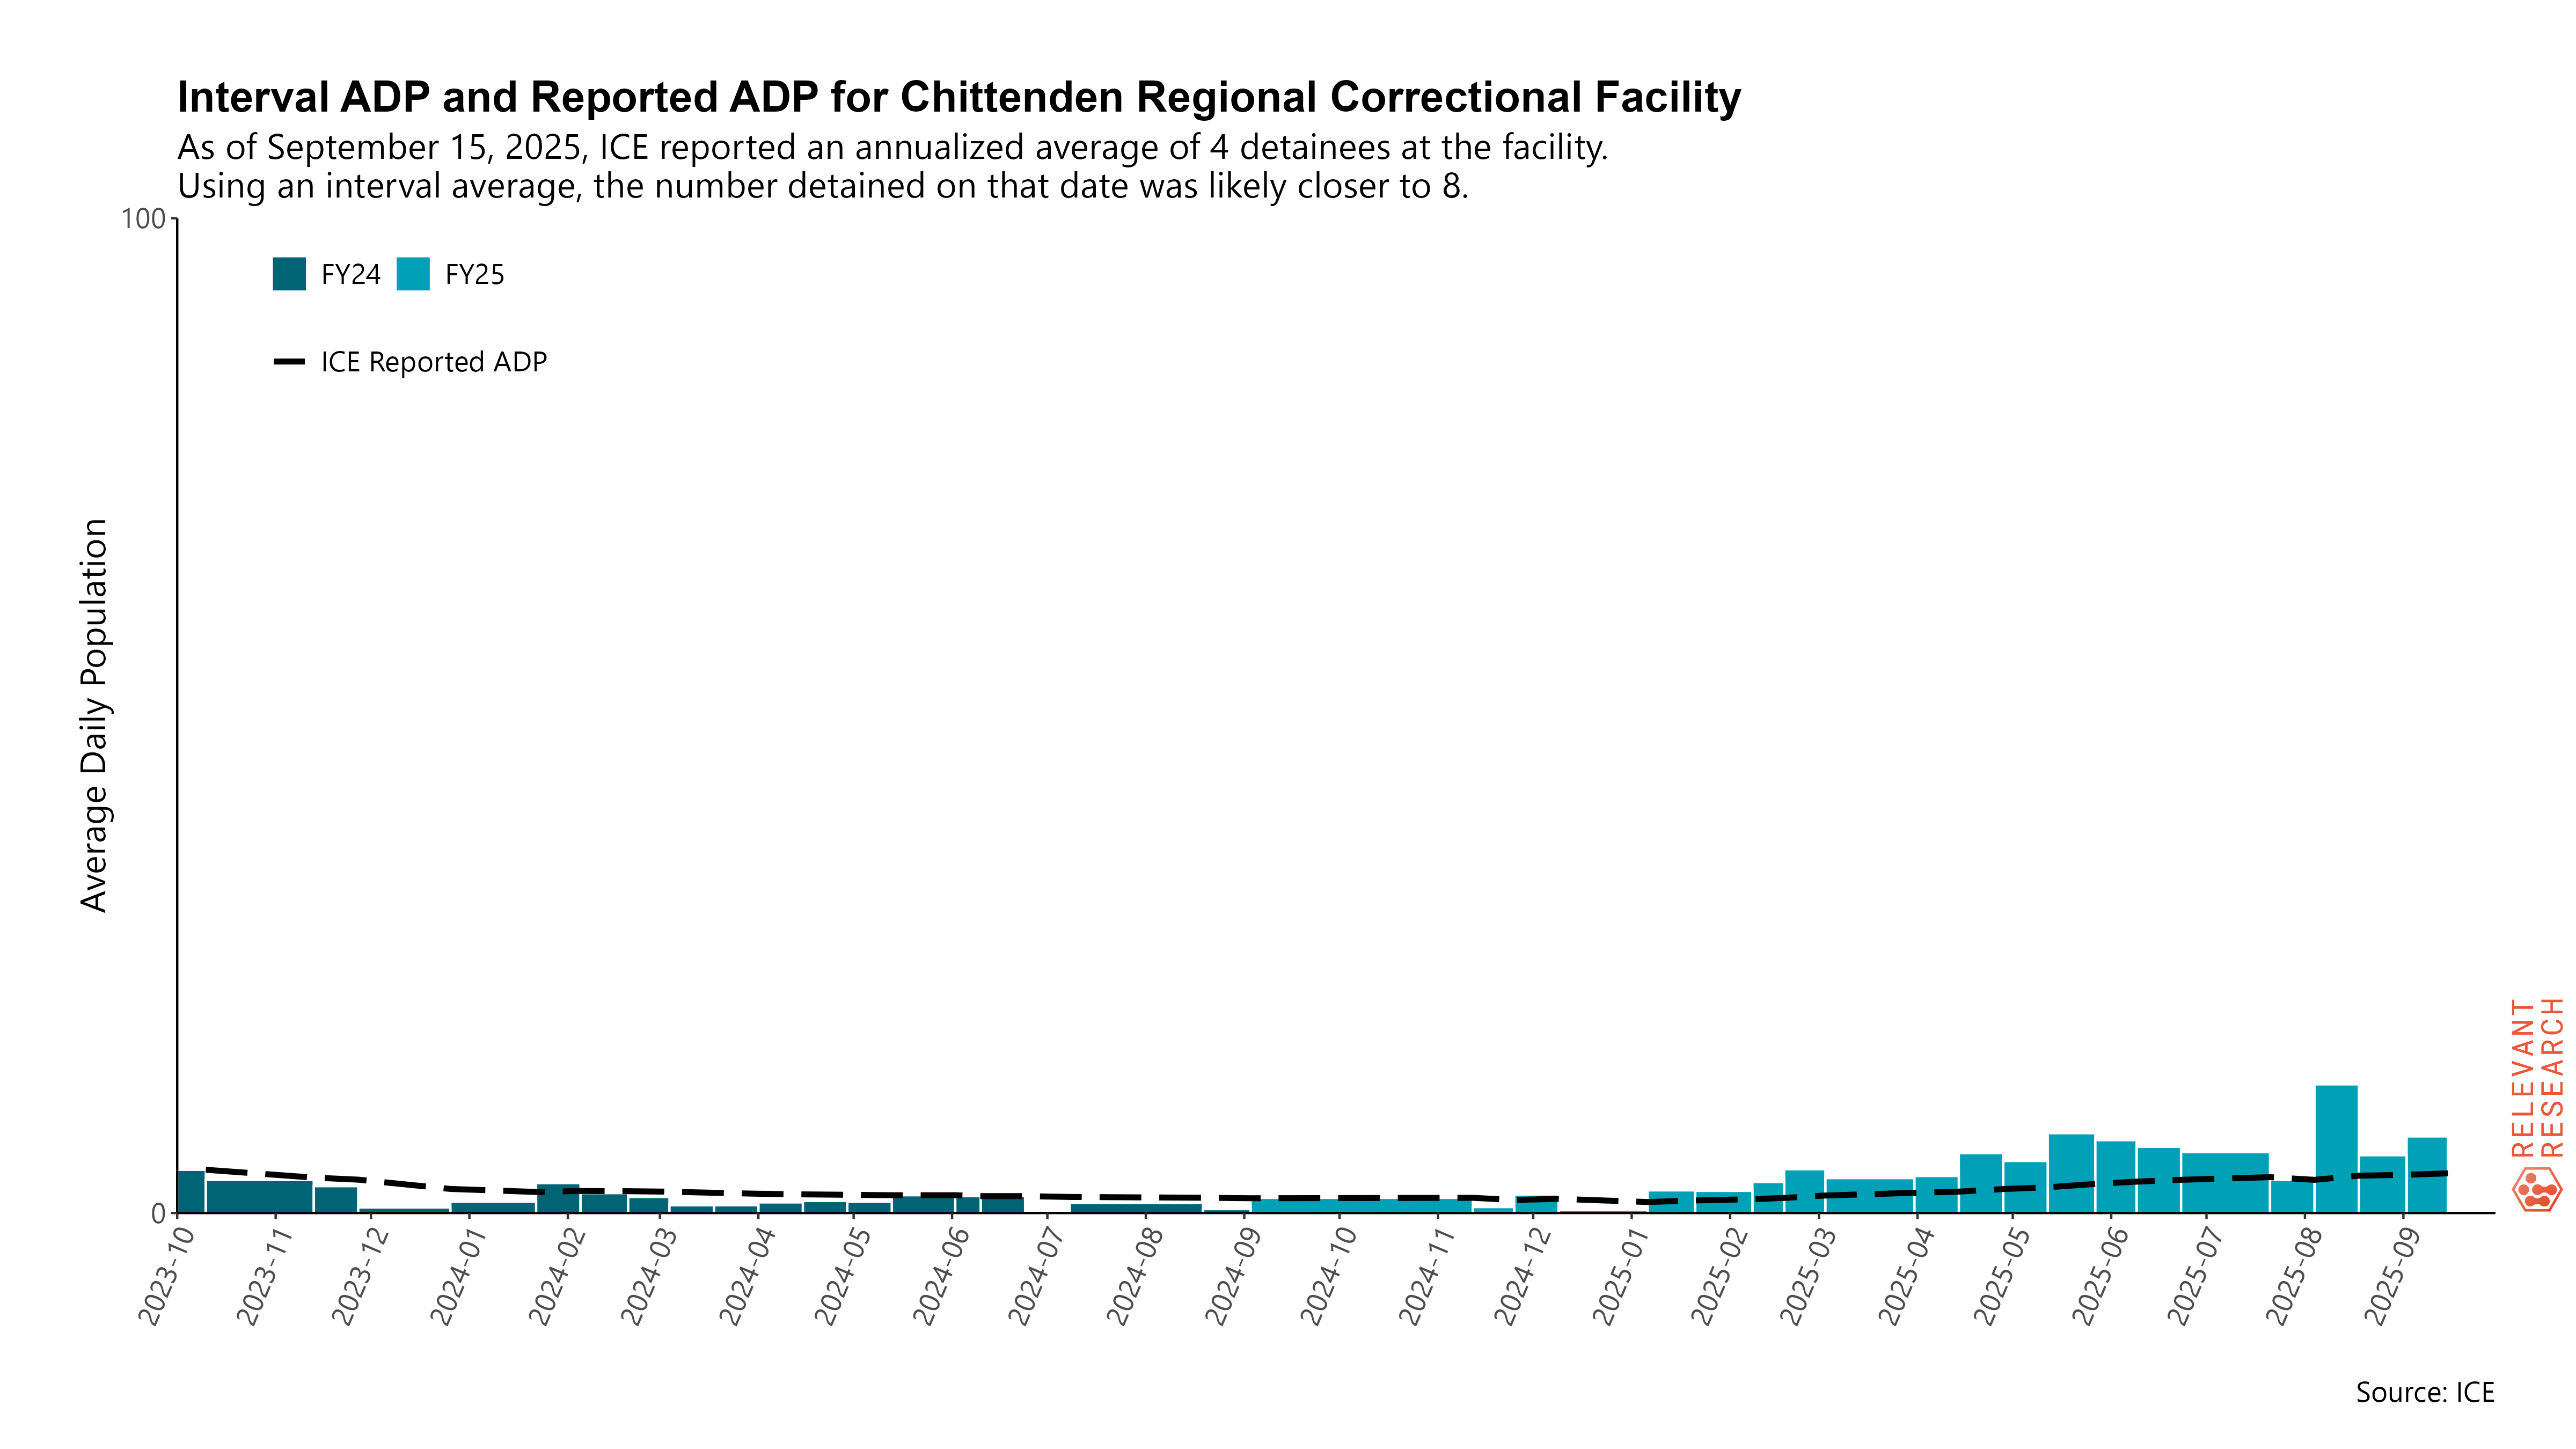 Interval ADP and Reported ADP for Chittenden Regional Correctional Facility
As of September 15, 2025, ICE reported an annualized average of 4 detainees at the facility.
Using an interval average, the number detained on that date was likely closer to 8.
100
FY24 FY25
ICE Reported ADP
Average Daily Population
0
2023-10 2023-11 2023-12 2024-01 2024-02 2024-03 2024-04 2024-05 2024-06 2024-07 2024-08 2024-09 2024-10 2024-11 2024-12 2025-01 2025-02 2025-03 2025-04 2025-05 2025-06 2025-07 2025-08 2025-09
RELEVANT
RESEARCH
Source: ICE